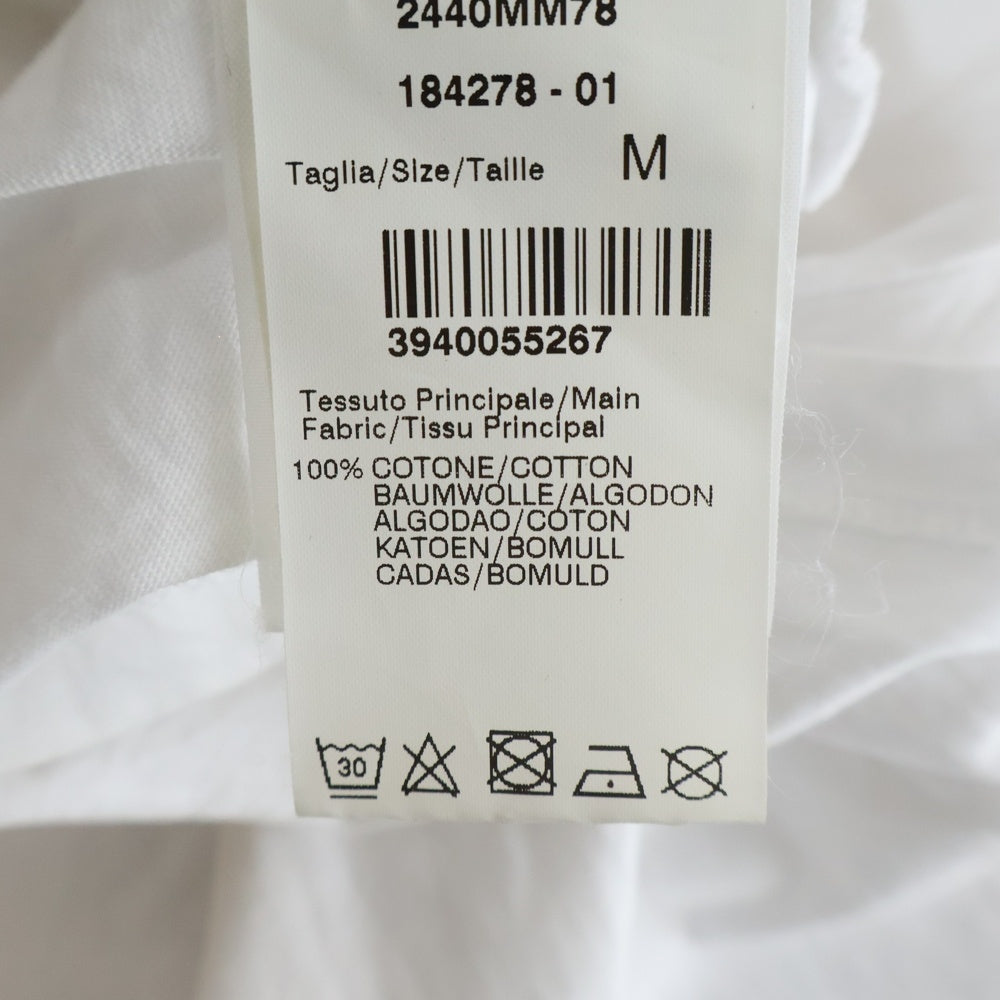 2440MM78
184278 - 01
Taglia/Size/Taille M
3940055267
Tessuto Principale/Main
Fabric/Tissu Principal
100% COTONE/COTTON
BAUMWOLLE/ALGODON
ALGODAO/COTON
KATOEN/BOMULL
CADAS/BOMULD
30